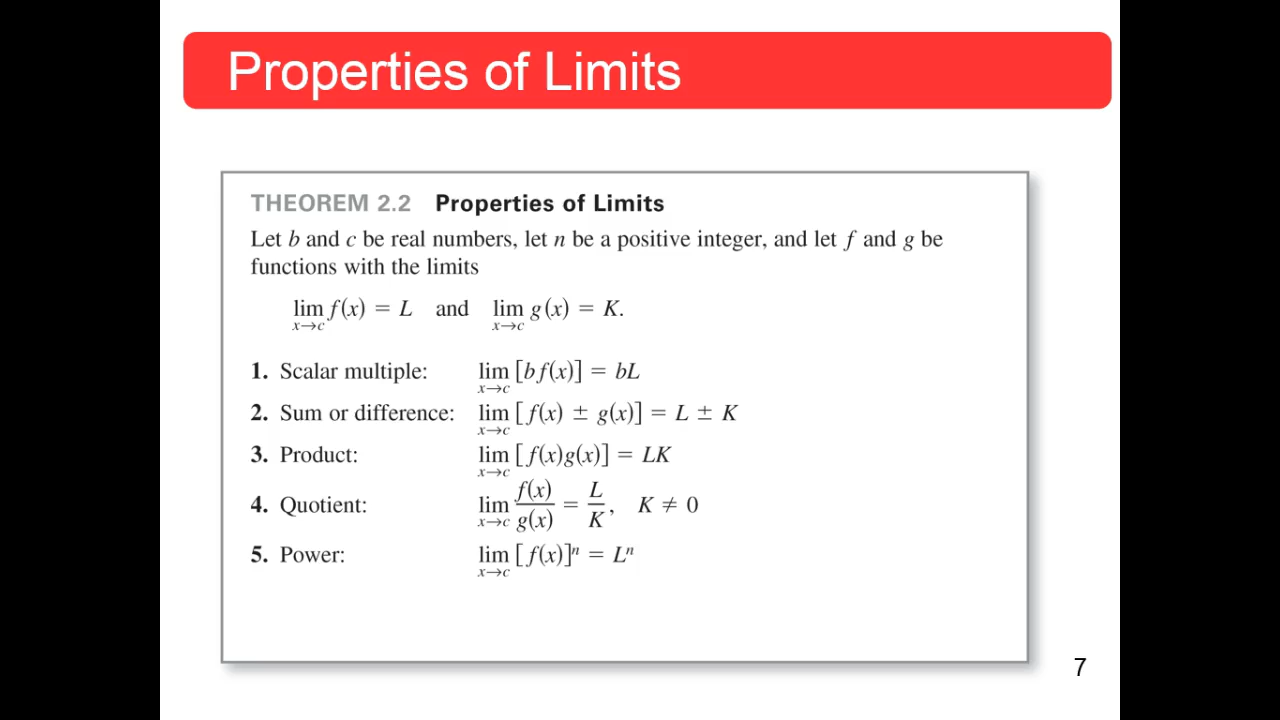 Properties of Limits
THEOREM 2.2 Properties of Limits
Let b and c be real numbers, let n be a positive integer, and let f and g be
functions with the limits
lim f(x) = L and lim g(x) = K.
x→c x→c
1. Scalar multiple: lim [b f(x)] = bL
x→c
2. Sum or difference: lim [f(x) ± g(x)] = L ± K
x→c
3. Product: lim [f(x)g(x)] = LK
x→c
4. Quotient: lim f(x)/g(x) = L/K, K ≠ 0
x→c
5. Power: lim [f(x)]ⁿ = Lⁿ
x→c
7